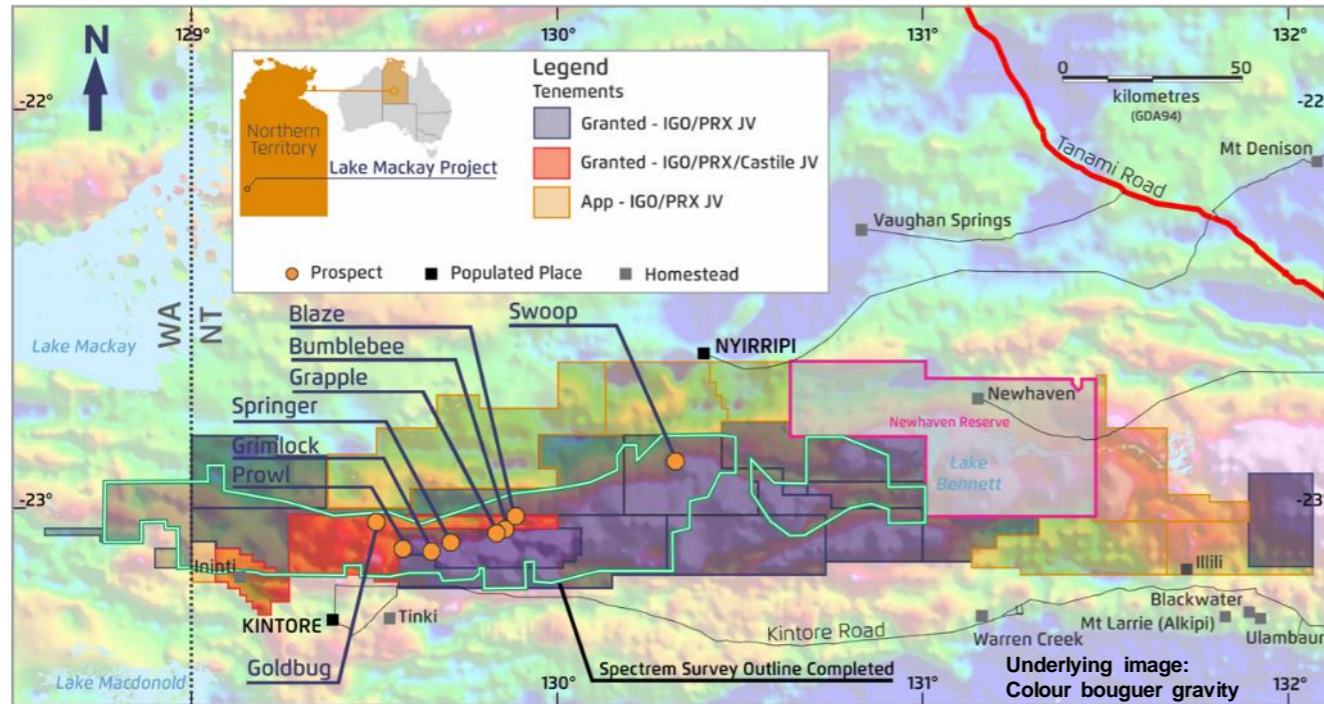 129°
130°
131°
132°
N
-22°
-22
Northern
Territory
Lake Mackay Project
Legend
Tenements
Granted - IGO/PRX JV
Granted - IGO/PRX/Castile JV
App - IGO/PRX JV
Prospect
Populated Place
Homestead
0
50
kilometres
(GDA94)
Tanami Road
Mt Denison
Vaughan Springs
WA
NT
Lake Mackay
Blaze
Bumblebee
Grapple
Springer
Grimlock
Prowl
Swoop
NYIRRIPI
Newhaven
Newhaven Reserve
Lake
Bennett
-23°
-23°
Ininti
KINTORE
Tinki
Goldbug
Kintore Road
Illili
Blackwater
Mt Larrie (Alkipi)
Ulambaur
Warren Creek
Spectrem Survey Outline Completed
Lake Macdonold
Underlying image:
Colour bouguer gravity
130°
131°
132°